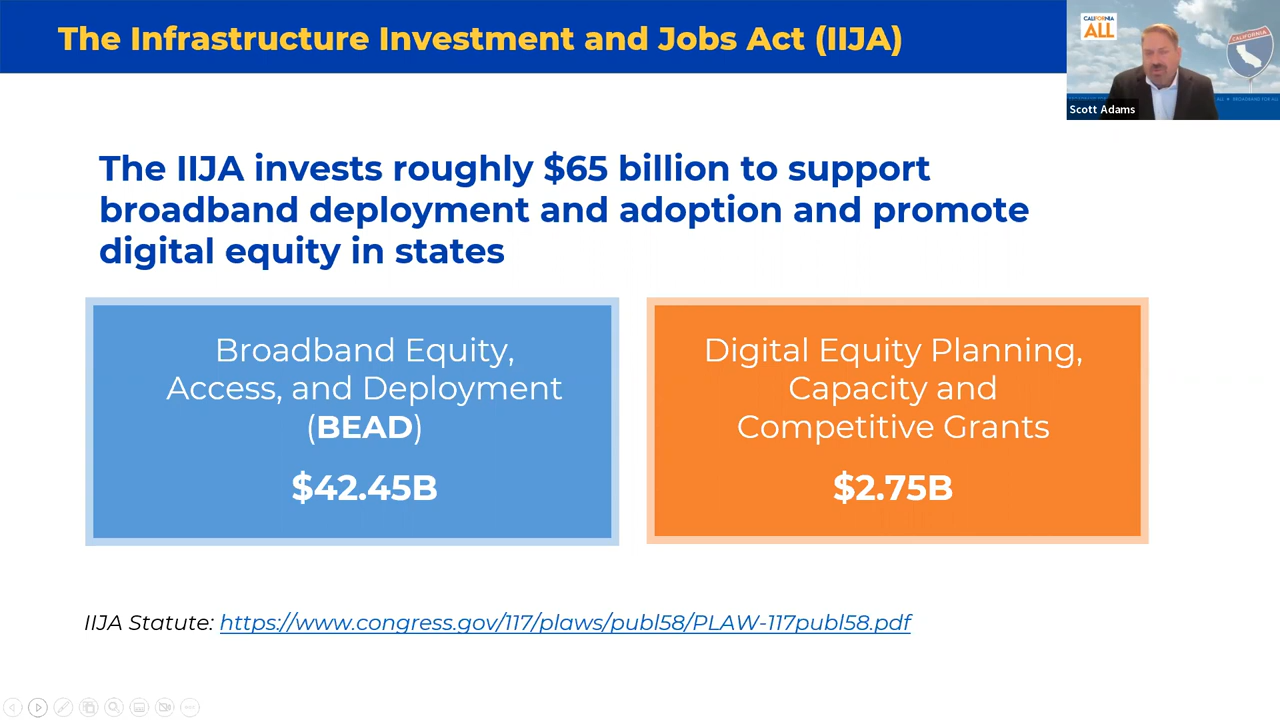 The Infrastructure Investment and Jobs Act (IIJA)
CALIFORNIA
ALL
CALIFORNIA
Scott Adams
The IIJA invests roughly $65 billion to support
broadband deployment and adoption and promote
digital equity in states
Broadband Equity,
Access, and Deployment
(BEAD)
$42.45B
Digital Equity Planning,
Capacity and
Competitive Grants
$2.75B
IIJA Statute: https://www.congress.gov/117/plaws/publ58/PLAW-117publ58.pdf